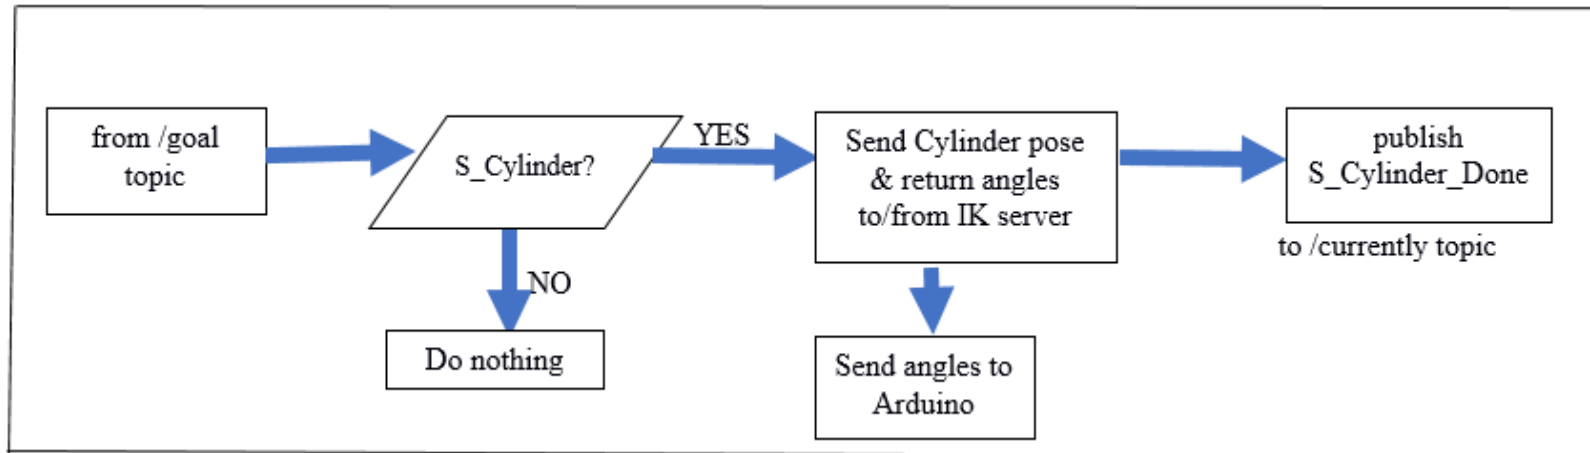 from /goal
topic
S_Cylinder?
YES
Send Cylinder pose
& return angles
to/from IK server
publish
S_Cylinder_Done
to /currently topic
NO
Do nothing
Send angles to
Arduino